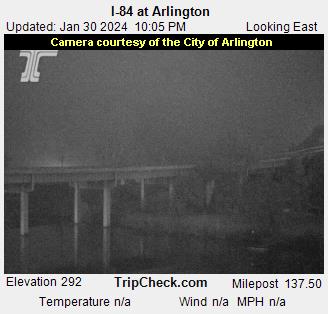 I-84 at Arlington
Updated: Jan 30 2024 10:05 PM Looking East
Camera courtesy of the City of Arlington
Elevation 292 TripCheck.com Milepost 137.50
Temperature n/a Wind n/a MPH n/a